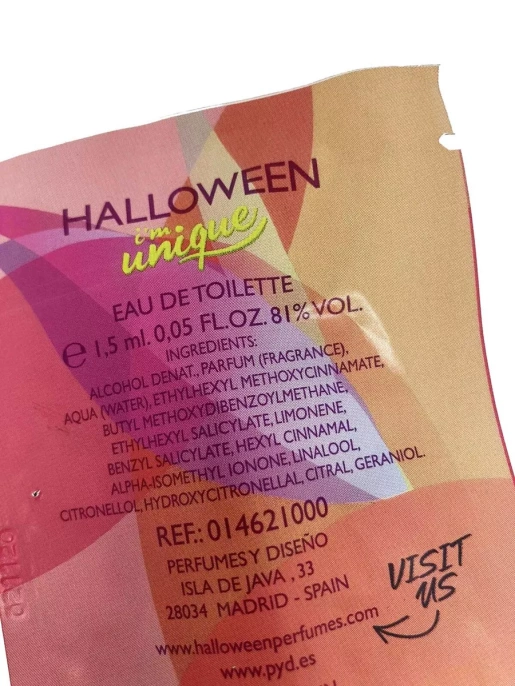 HALLOWEEN
i'm
unique
EAU DE TOILETTE
e 1,5 ml. 0,05 FL.OZ. 81% VOL.
INGREDIENTS:
ALCOHOL DENAT., PARFUM (FRAGRANCE),
AQUA (WATER), ETHYLHEXYL METHOXYCINNAMATE,
BUTYL METHOXYDIBENZOYLMETHANE,
ETHYLHEXYL SALICYLATE, LIMONENE,
BENZYL SALICYLATE, HEXYL CINNAMAL,
ALPHA-ISOMETHYL IONONE, LINALOOL,
CITRONELLOL, HYDROXYCITRONELLAL, CITRAL, GERANIOL.
REF.: 014621000
PERFUMES Y DISEÑO
ISLA DE JAVA , 33
28034 MADRID - SPAIN
VISIT
US
www.halloweenperfumes.com
www.pyd.es